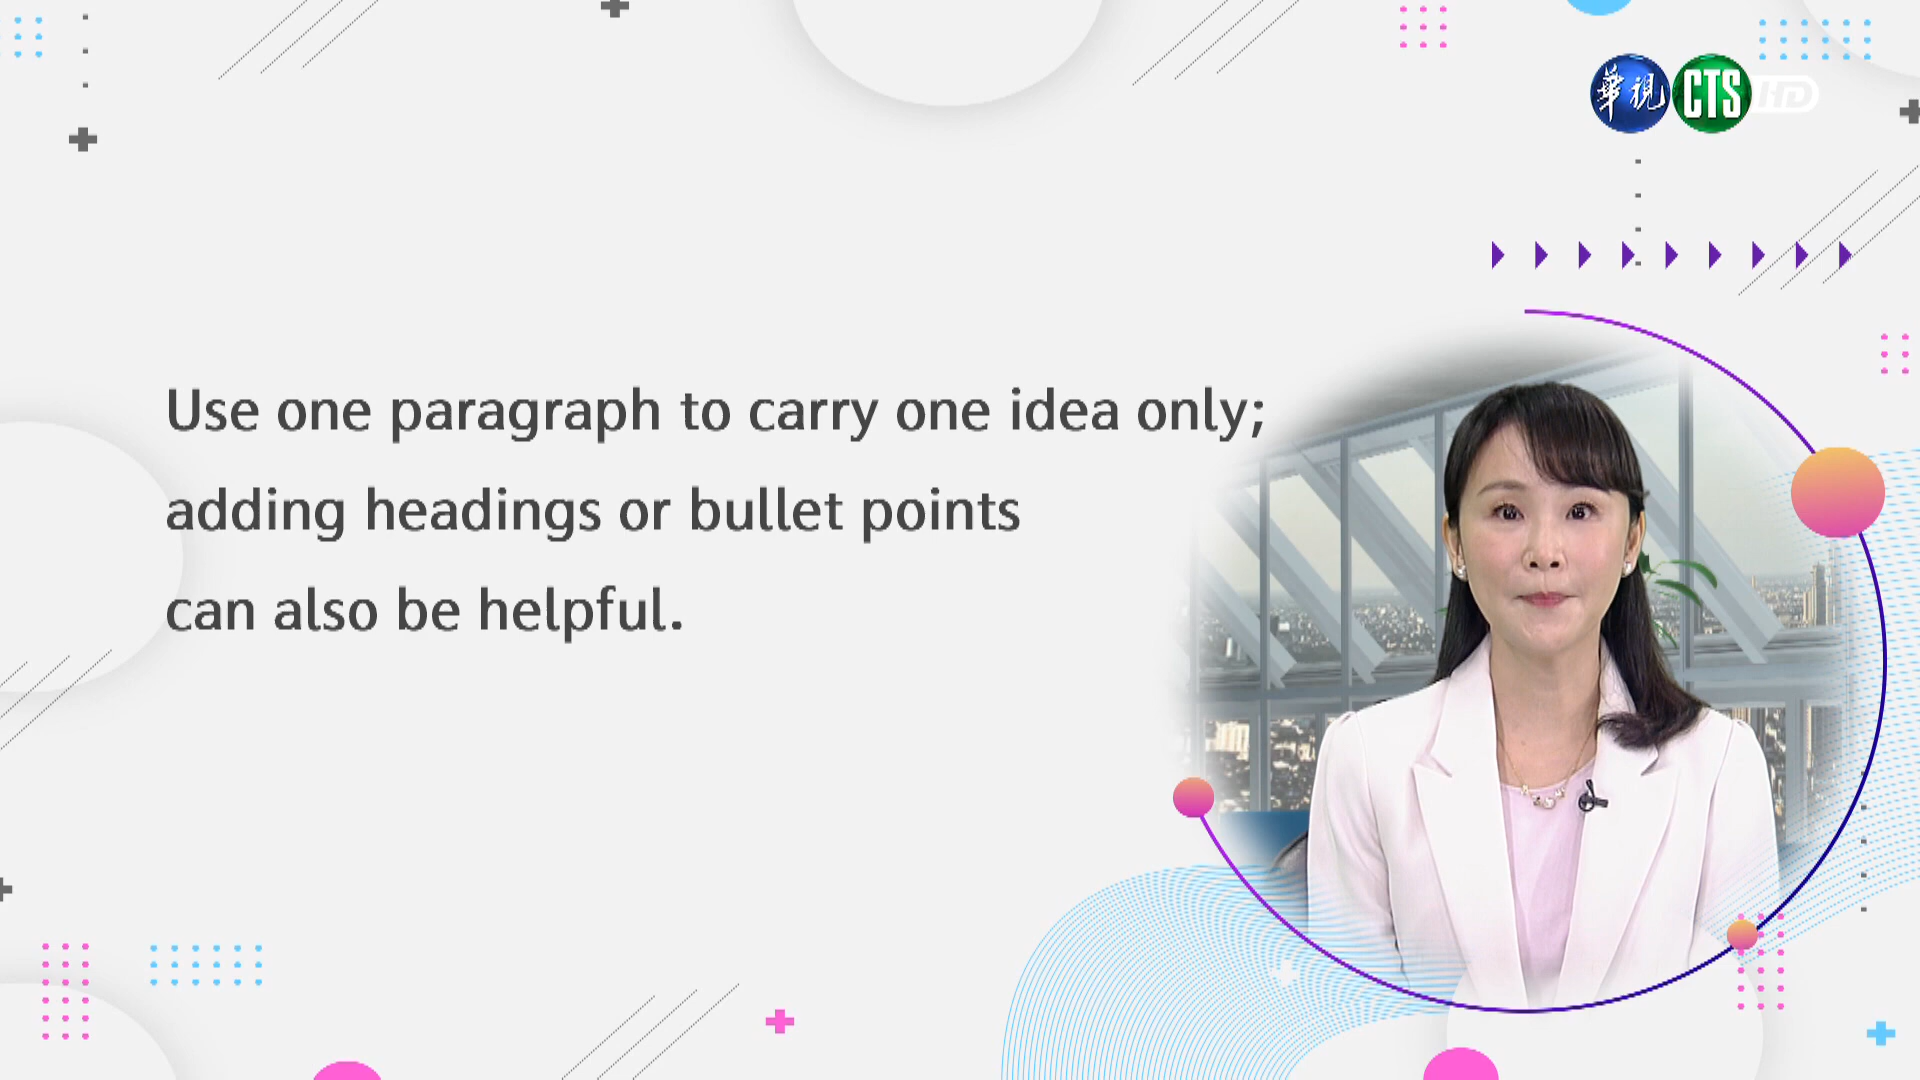 華視 CTS HD
Use one paragraph to carry one idea only;
adding headings or bullet points
can also be helpful.